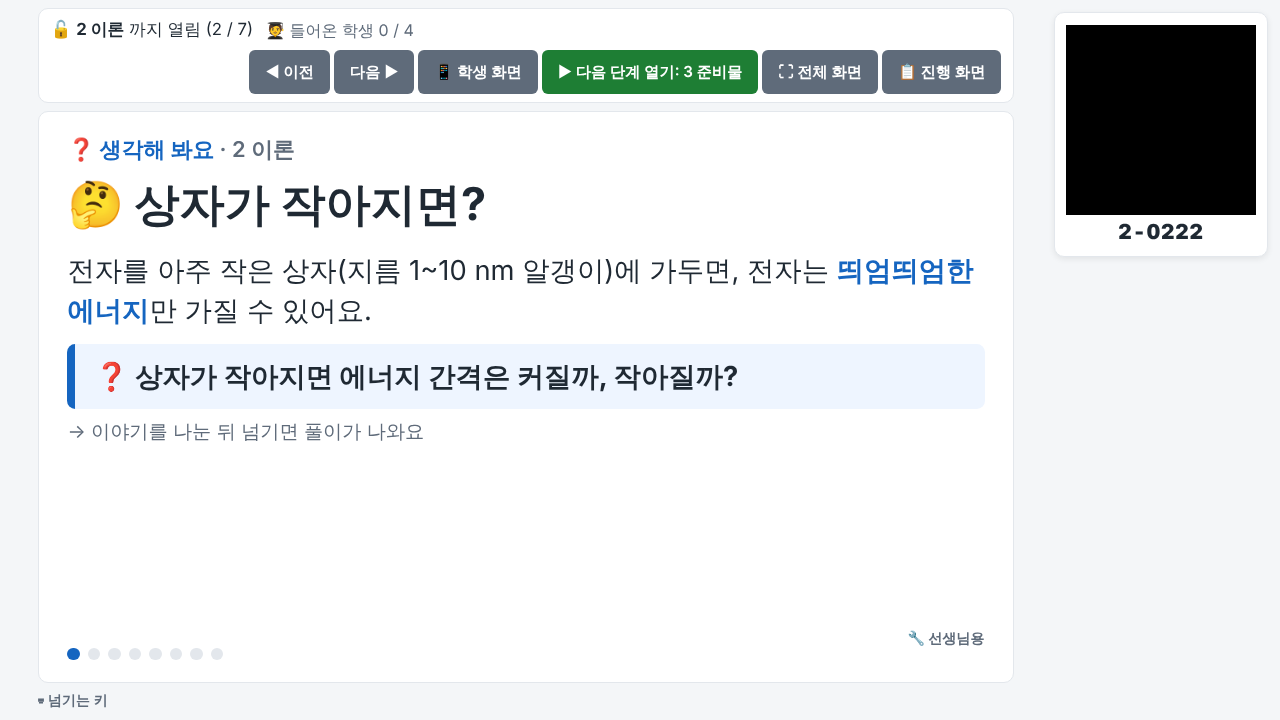 🔓 2 이론 까지 열림 (2 / 7) 🧑‍🎓 들어온 학생 0 / 4
◀ 이전
다음 ▶
📱 학생 화면
▶ 다음 단계 열기: 3 준비물
⛶ 전체 화면
📋 진행 화면
❓ 생각해 봐요 · 2 이론
🤔 상자가 작아지면?
전자를 아주 작은 상자(지름 1~10 nm 알갱이)에 가두면, 전자는 띄엄띄엄한
에너지만 가질 수 있어요.
❓ 상자가 작아지면 에너지 간격은 커질까, 작아질까?
→ 이야기를 나눈 뒤 넘기면 풀이가 나와요
🔧 선생님용
넘기는 키
2-0222